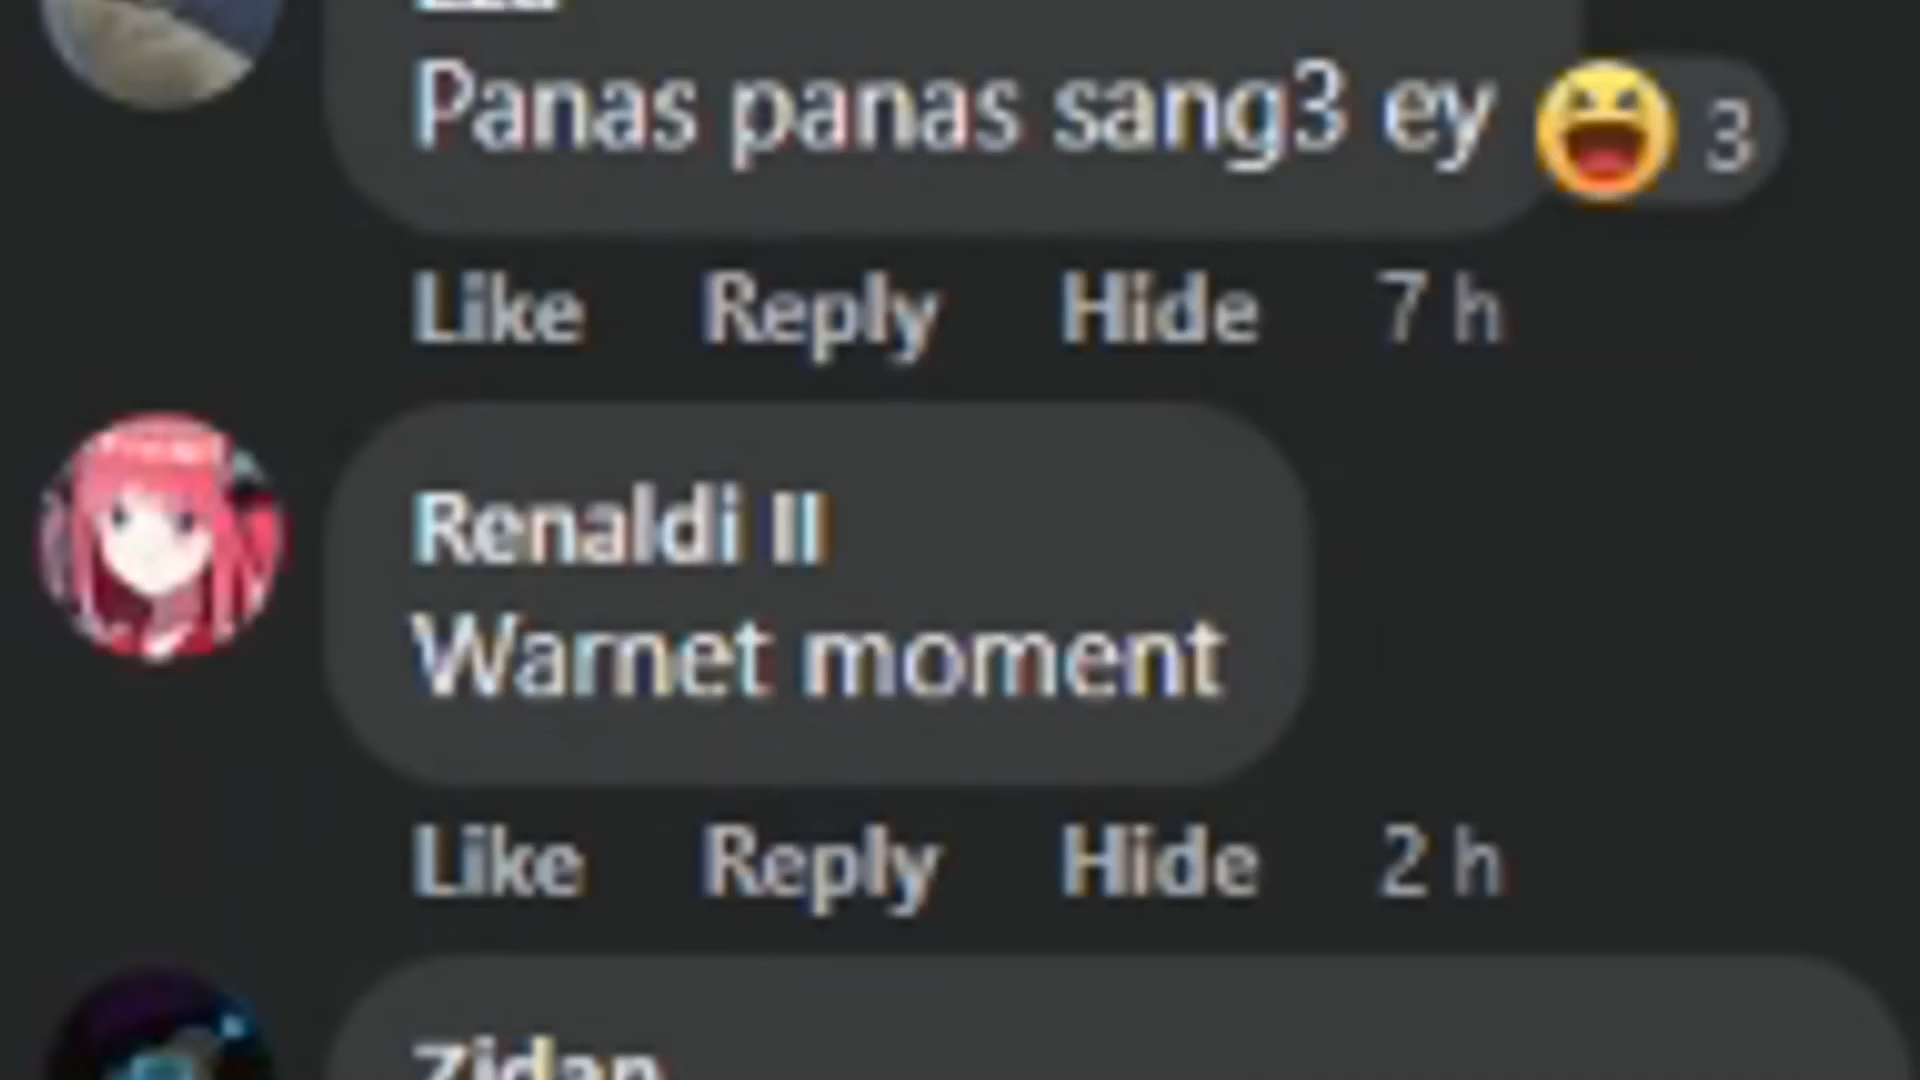 Panas panas sang3 ey
3
Like Reply Hide 7 h
Renaldi II
Warnet moment
Like Reply Hide 2 h
Zidan